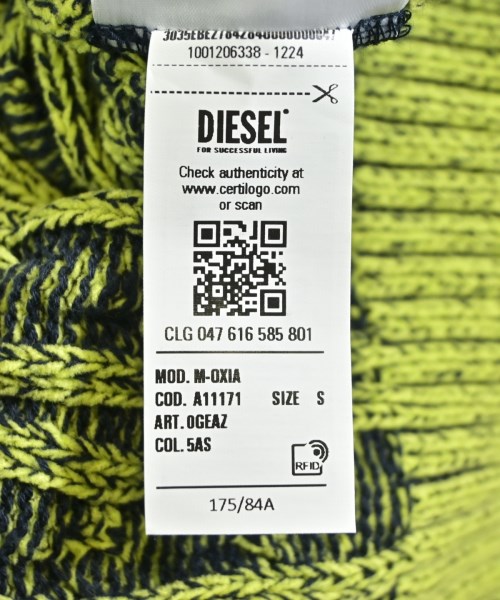 1001206338 - 1224
DIESEL
FOR SUCCESSFUL LIVING
Check authenticity at
www.certilogo.com
or scan
CLG 047 616 585 801
MOD. M-OXIA
COD. A11171 SIZE S
ART. 0GEAZ
COL. 5AS
RFID
175/84A